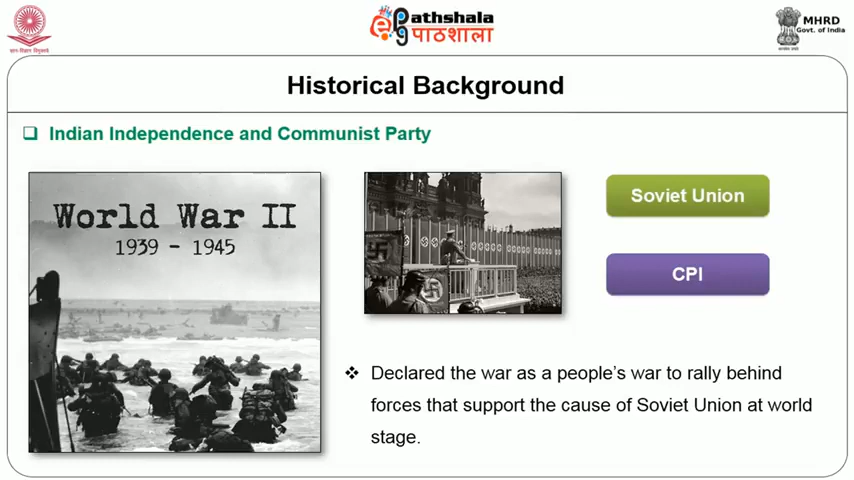 ePathshala
पाठशाला
MHRD
Govt. of India
Historical Background
Indian Independence and Communist Party
World War II
1939 - 1945
Soviet Union
CPI
Declared the war as a people's war to rally behind
forces that support the cause of Soviet Union at world
stage.